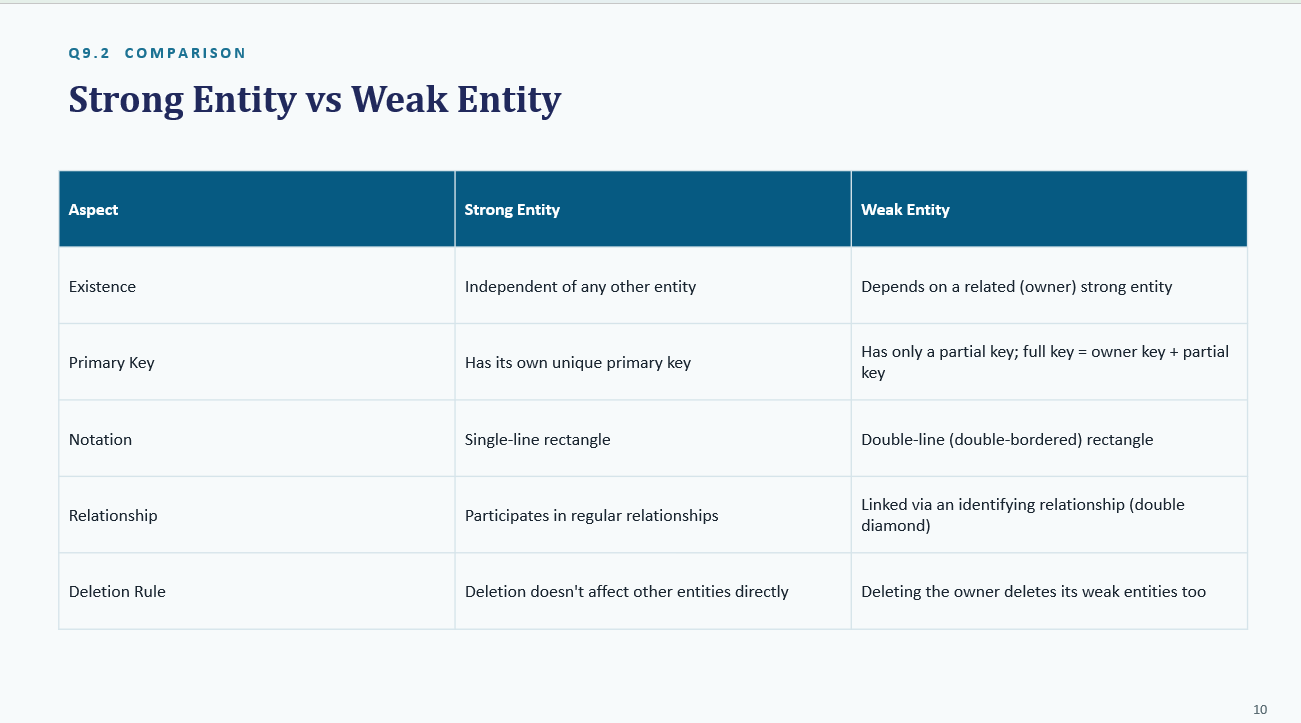 Q9.2 COMPARISON
Strong Entity vs Weak Entity
Aspect
Strong Entity
Weak Entity
Existence
Independent of any other entity
Depends on a related (owner) strong entity
Primary Key
Has its own unique primary key
Has only a partial key; full key = owner key + partial
key
Notation
Single-line rectangle
Double-line (double-bordered) rectangle
Relationship
Participates in regular relationships
Linked via an identifying relationship (double
diamond)
Deletion Rule
Deletion doesn't affect other entities directly
Deleting the owner deletes its weak entities too
10